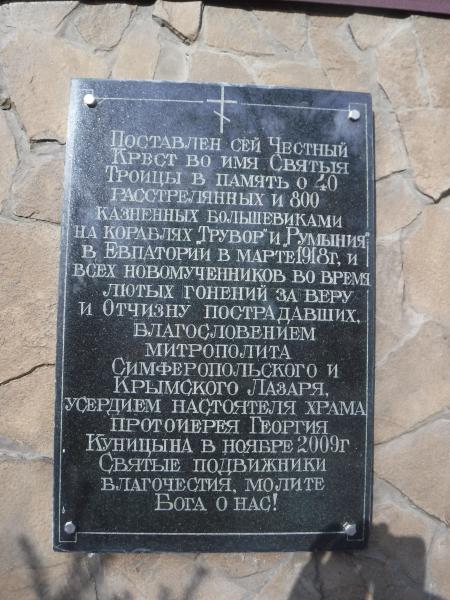 Поставлен сей Честный
Крест во имя Святыя
Троицы в память о 40
расстрелянных и 800
казненных большевиками
на кораблях „Трувор" и „Румыния"
в Евпатории в марте 1918г, и
всех новомученников во время
лютых гонений за веру
и Отчизну пострадавших,
благословением
митрополита
Симферопольского и
Крымского Лазаря,
усердием настоятеля храма
протоиерея Георгия
Куницына в ноябре 2009г
Святые подвижники
благочестия, молите
Бога о нас!